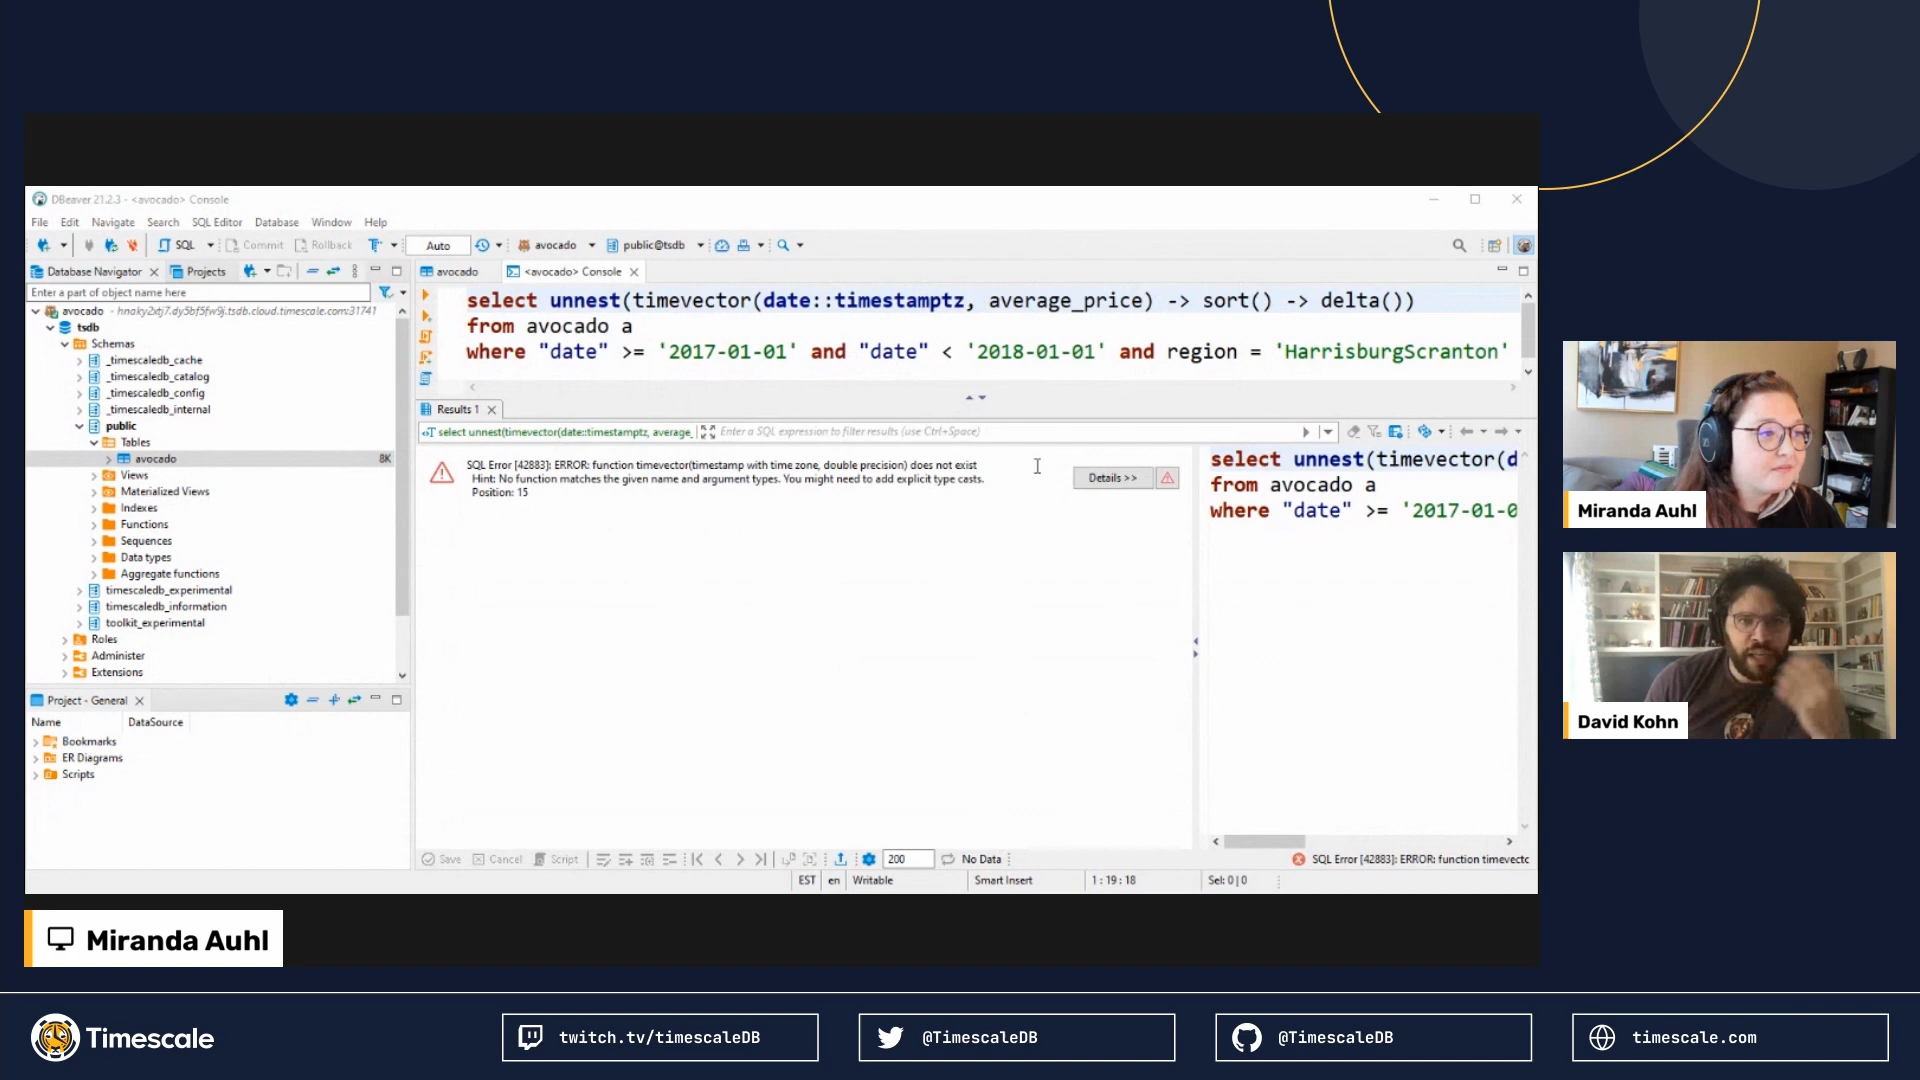 DBeaver 21.2.3 - <avocado> Console
File Edit Navigate Search SQL Editor Database Window Help
SQL Commit Rollback Auto avocado public@tsdb
Database Navigator Projects
avocado <avocado> Console
Enter a part of object name here
avocado - hnaky2xtj7.dy5bf5fw9j.tsdb.cloud.timescale.com:31741
tsdb
Schemas
_timescaledb_cache
_timescaledb_catalog
_timescaledb_config
_timescaledb_internal
public
Tables
avocado 8K
Views
Materialized Views
Indexes
Functions
Sequences
Data types
Aggregate functions
timescaledb_experimental
timescaledb_information
toolkit_experimental
Roles
Administer
Extensions
Project - General
Name DataSource
Bookmarks
ER Diagrams
Scripts
select unnest(timevector(date::timestamptz, average_price) -> sort() -> delta())
from avocado a
where "date" >= '2017-01-01' and "date" < '2018-01-01' and region = 'HarrisburgScranton'
Results 1
select unnest(timevector(date::timestamptz, average_ Enter a SQL expression to filter results (use Ctrl+Space)
SQL Error [42883]: ERROR: function timevector(timestamp with time zone, double precision) does not exist
Hint: No function matches the given name and argument types. You might need to add explicit type casts.
Position: 15
Details >>
select unnest(timevector(d
from avocado a
where "date" >= '2017-01-0
Save Cancel Script 200 No Data
SQL Error [42883]: ERROR: function timevectc
EST en Writable Smart Insert 1 : 19 : 18 Sel: 0 | 0
Miranda Auhl
David Kohn
Miranda Auhl
Timescale
twitch.tv/timescaleDB
@TimescaleDB
@TimescaleDB
timescale.com